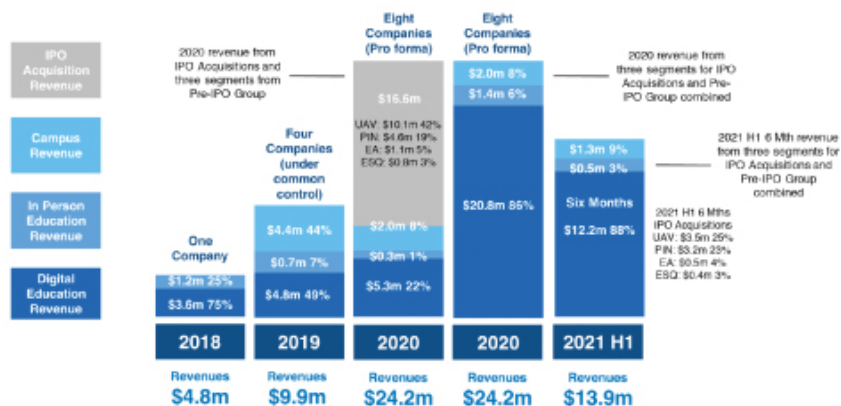 IPO
Acquisition
Revenue
Campus
Revenue
In Person
Education
Revenue
Digital
Education
Revenue
One
Company
$1.2m 25%
$3.6m 75%
2018
Revenues
$4.8m
Four
Companies
(under
common
control)
$4.4m 44%
$0.7m 7%
$4.8m 49%
2019
Revenues
$9.9m
2020 revenue from
IPO Acquisitions and
three segments from
Pre-IPO Group
Eight
Companies
(Pro forma)
$16.6m
UAV: $10.1m 42%
PIN: $4.6m 19%
EA: $1.1m 5%
ESQ: $0.8m 3%
$2.0m 8%
$0.3m 1%
$5.3m 22%
2020
Revenues
$24.2m
Eight
Companies
(Pro forma)
$2.0m 8%
$1.4m 6%
$20.8m 86%
2020
Revenues
$24.2m
2020 revenue from
three segments for IPO
Acquisitions and Pre-
IPO Group combined
$1.3m 9%
$0.5m 3%
Six Months
$12.2m 88%
2021 H1
Revenues
$13.9m
2021 H1 6 Mth revenue
from three segments for
IPO Acquisitions and
Pre-IPO Group
combined
2021 H1 6 Mths
IPO Acquisitions
UAV: $3.5m 25%
PIN: $3.2m 23%
EA: $0.5m 4%
ESQ: $0.4m 3%